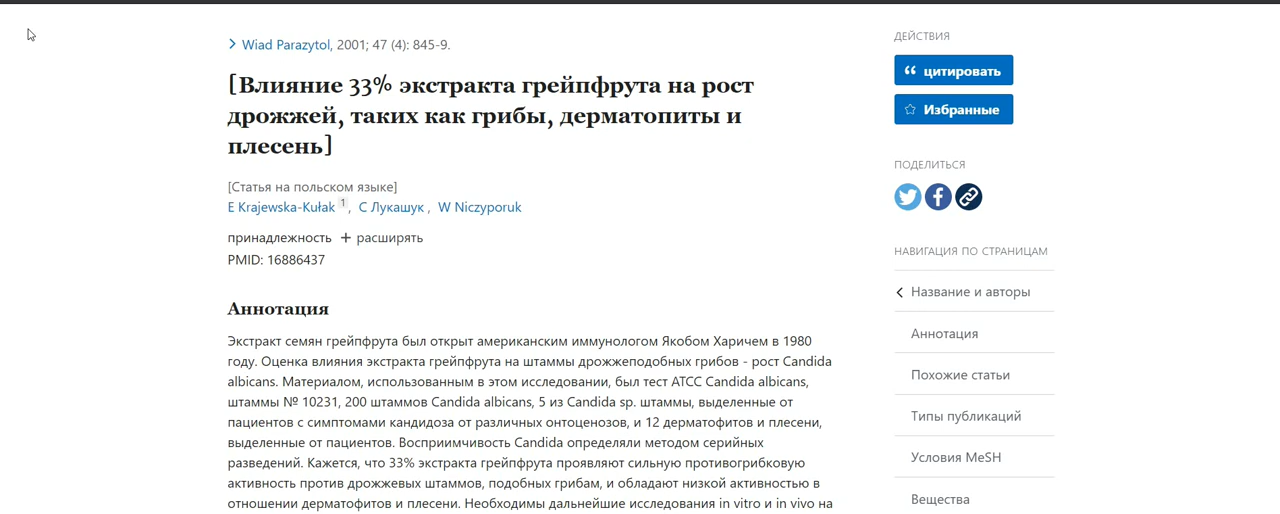 Wiad Parazytol, 2001; 47 (4): 845-9.
[Влияние 33% экстракта грейпфрута на рост
дрожжей, таких как грибы, дерматопиты и
плесень]
[Статья на польском языке]
E Krajewska-Kułak 1, С Лукашук, W Niczyporuk
принадлежность + расширять
PMID: 16886437
Аннотация
Экстракт семян грейпфрута был открыт американским иммунологом Якобом Харичем в 1980
году. Оценка влияния экстракта грейпфрута на штаммы дрожжеподобных грибов - рост Candida
albicans. Материалом, использованным в этом исследовании, был тест ATCC Candida albicans,
штаммы № 10231, 200 штаммов Candida albicans, 5 из Candida sp. штаммы, выделенные от
пациентов с симптомами кандидоза от различных онтоценозов, и 12 дерматофитов и плесени,
выделенные от пациентов. Восприимчивость Candida определяли методом серийных
разведений. Кажется, что 33% экстракта грейпфрута проявляют сильную противогрибковую
активность против дрожжевых штаммов, подобных грибам, и обладают низкой активностью в
отношении дерматофитов и плесени. Необходимы дальнейшие исследования in vitro и in vivo на
ДЕЙСТВИЯ
цитировать
Избранные
ПОДЕЛИТЬСЯ
НАВИГАЦИЯ ПО СТРАНИЦАМ
Название и авторы
Аннотация
Похожие статьи
Типы публикаций
Условия MeSH
Вещества